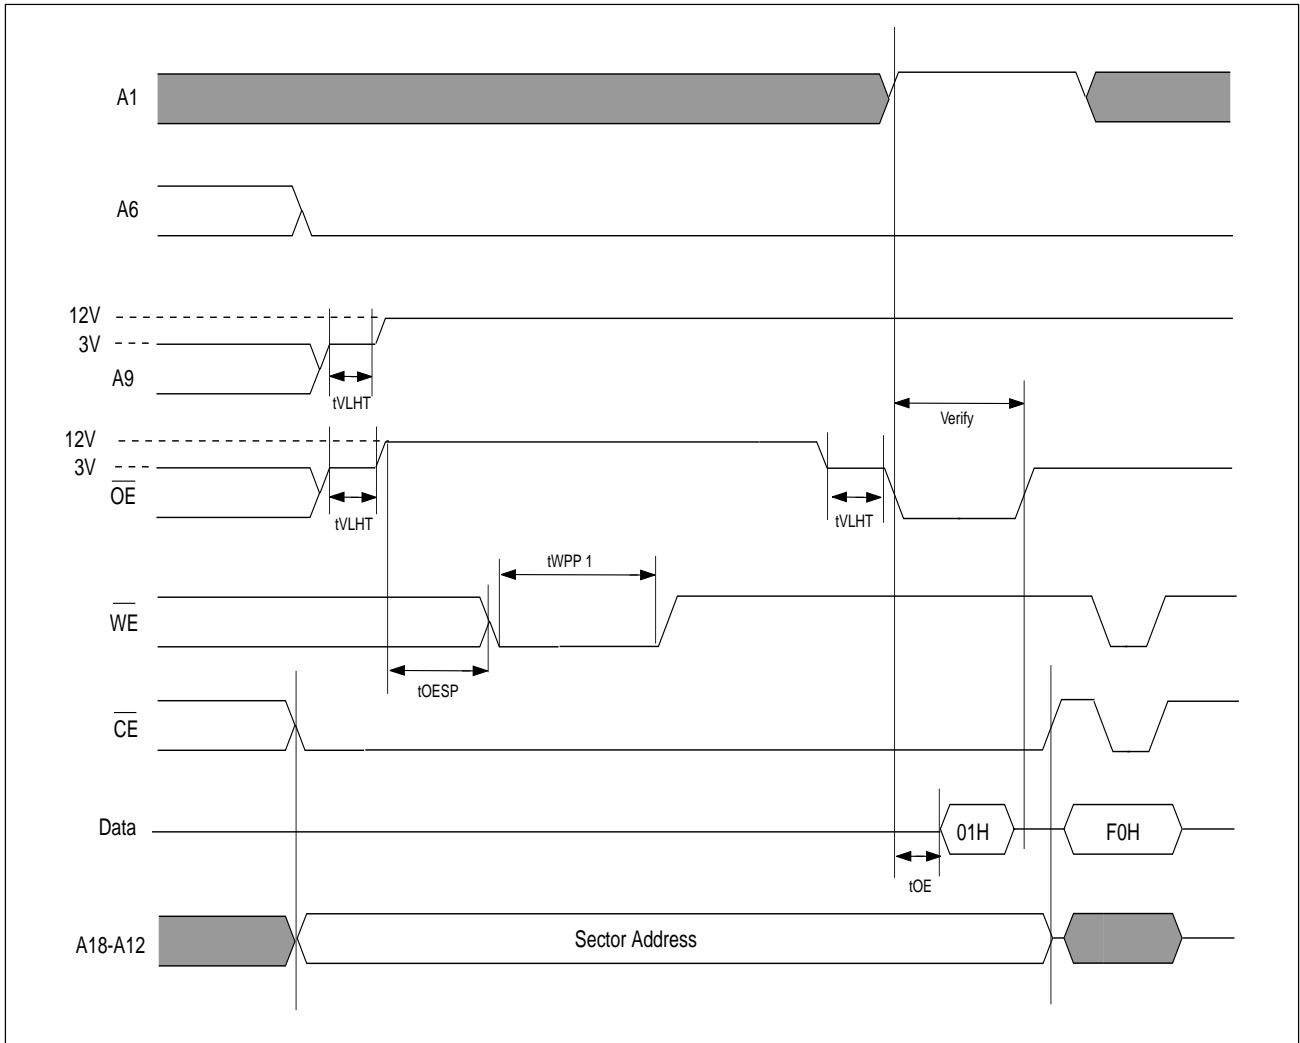 A1
A6
12V
3V
A9
tVLHT
Verify
12V
3V
OE
tVLHT
tVLHT
tWPP 1
WE
tOESP
CE
Data
01H
F0H
tOE
A18-A12
Sector Address